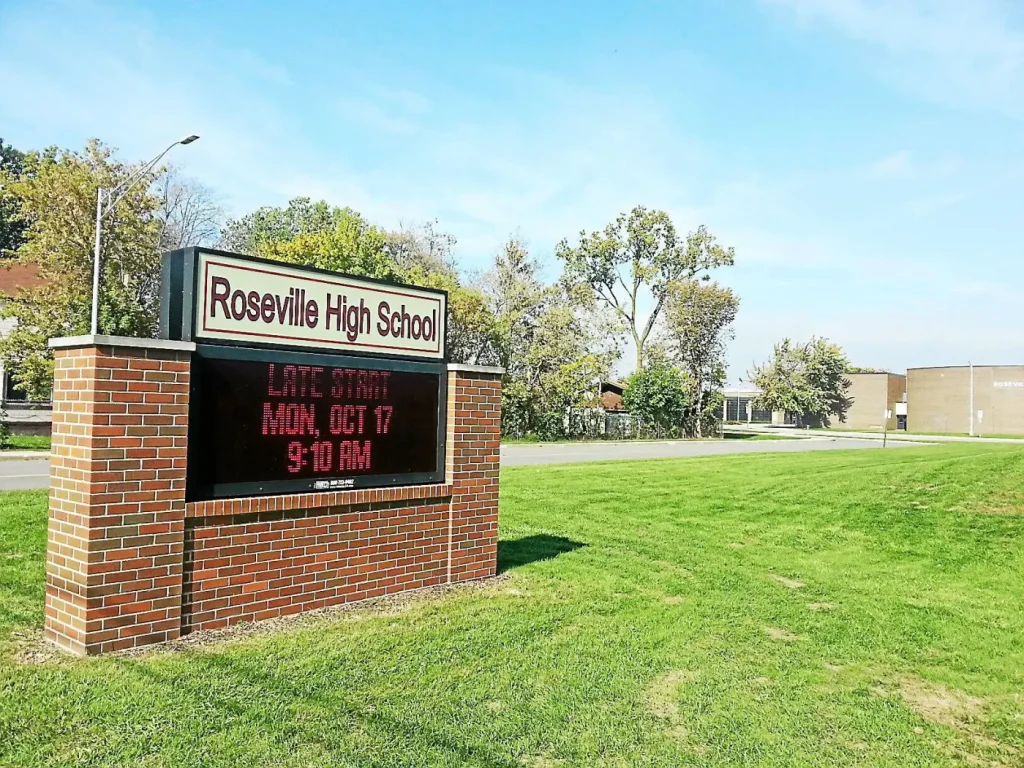 Roseville High School
LATE START
MON, OCT 17
9:10 AM